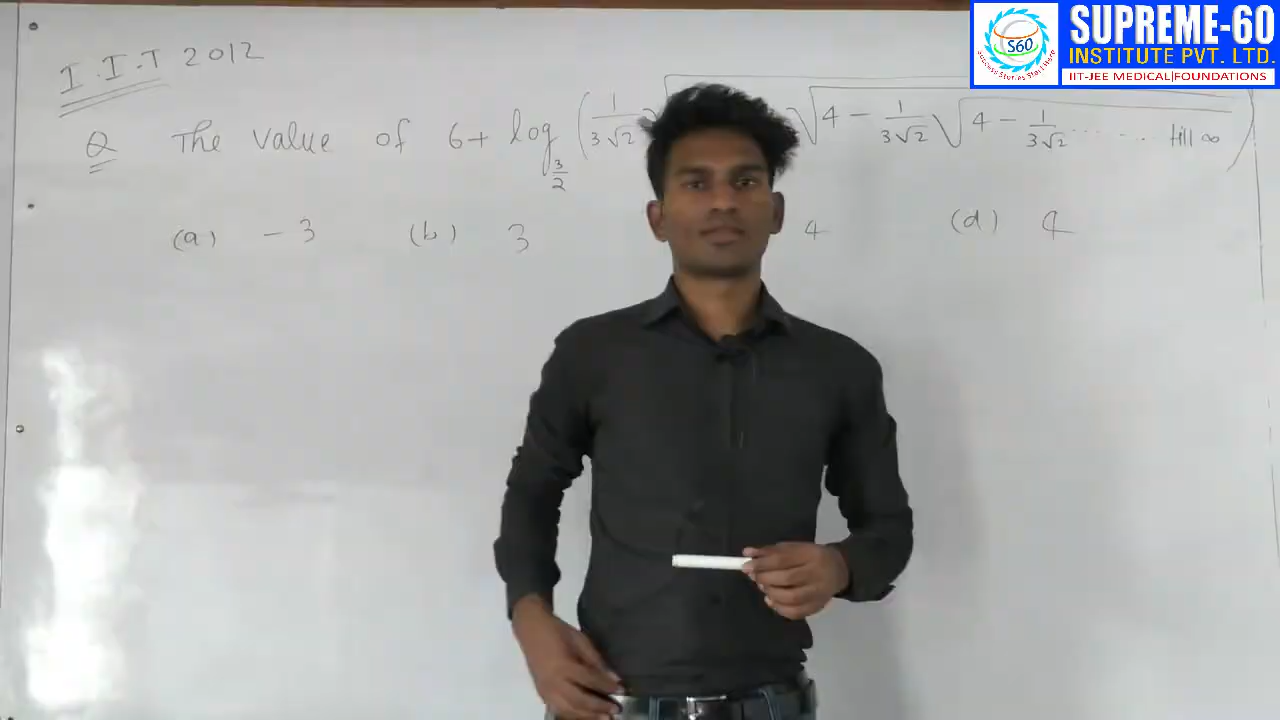 SUPREME-60
INSTITUTE PVT. LTD.
IIT-JEE MEDICAL|FOUNDATIONS
S60
I.I.T 2012
Q The value of 6+ log_{3/2} ( 1/3√2 √4 - 1/3√2 √4 - 1/3√2 ....... till ∞ )
(a) -3 (b) 3 4 (d) 4